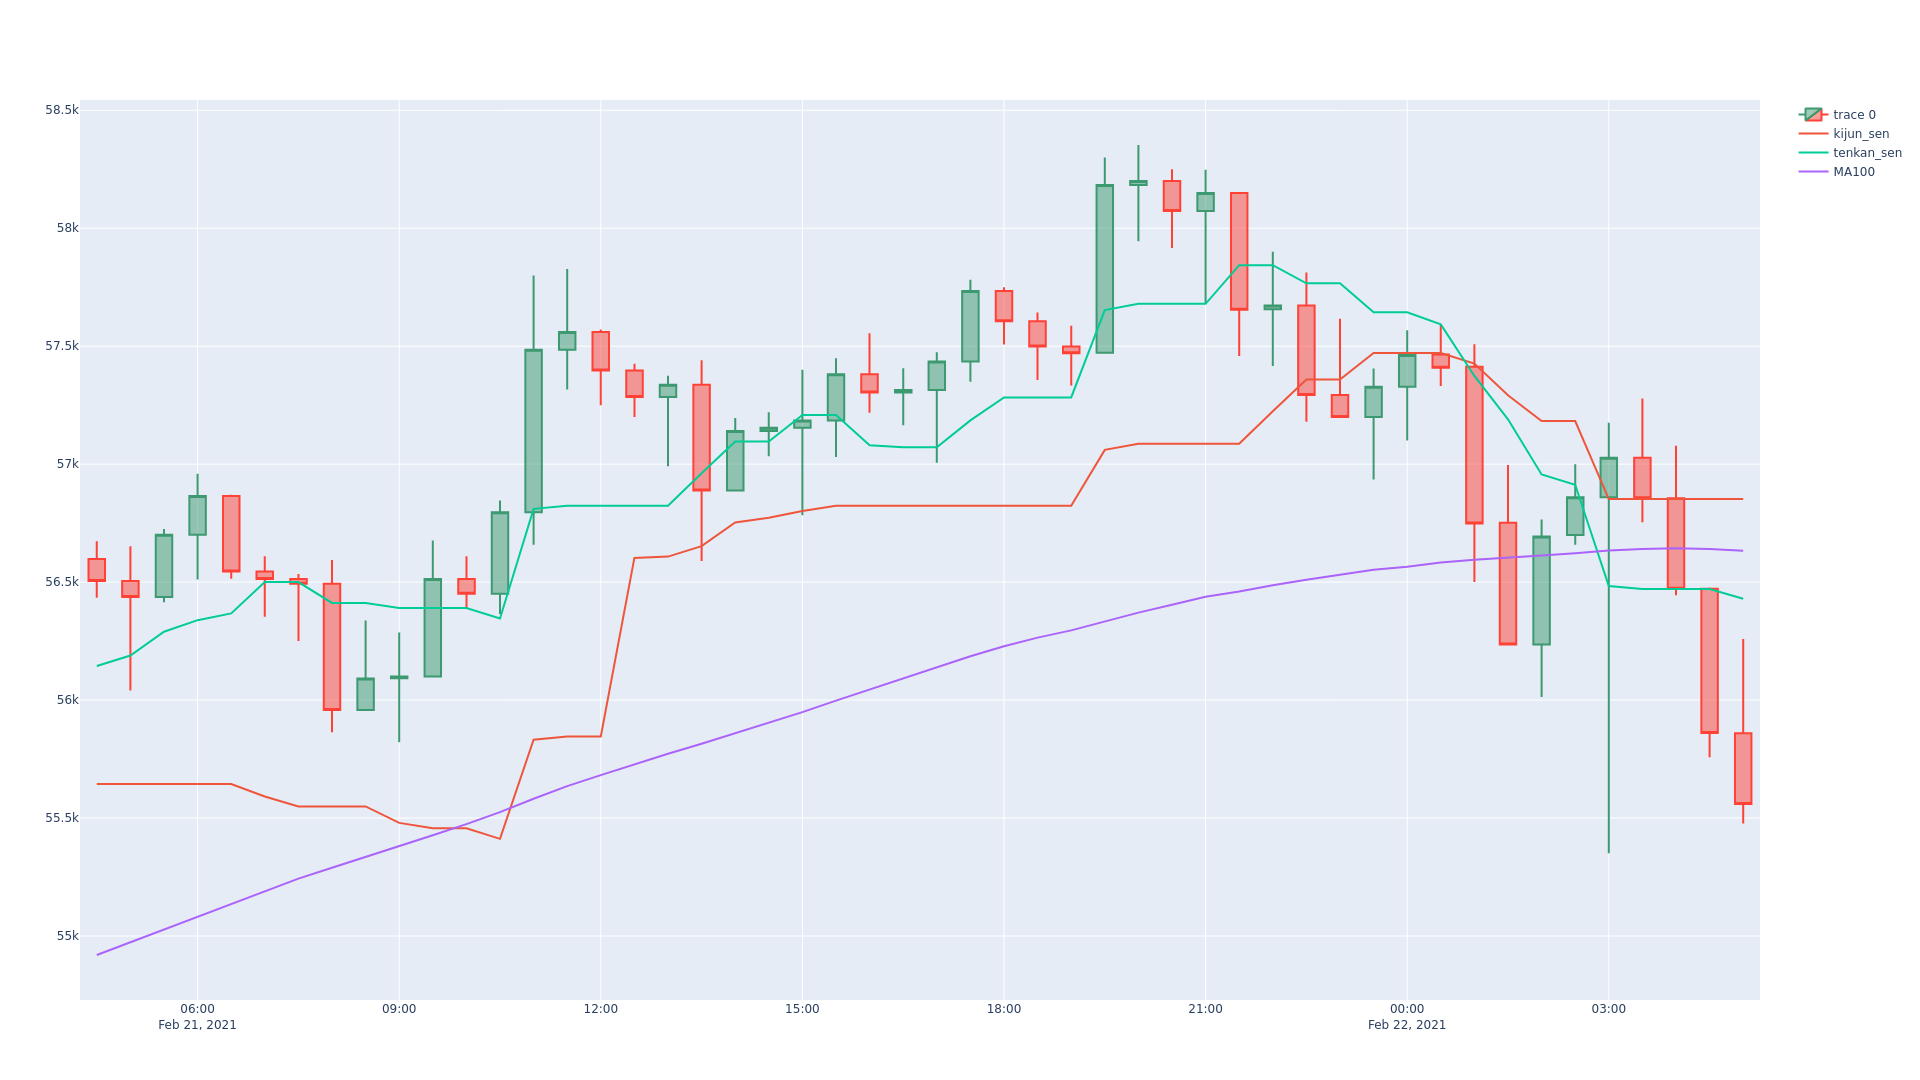 58.5k
58k
57.5k
57k
56.5k
56k
55.5k
55k
06:00
Feb 21, 2021
09:00
12:00
15:00
18:00
21:00
00:00
Feb 22, 2021
03:00
trace 0
kijun_sen
tenkan_sen
MA100